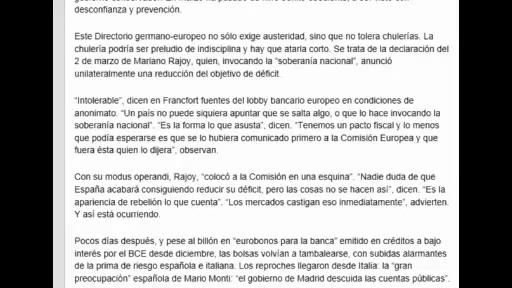 desconfianza y prevención.
Este Directorio germano-europeo no sólo exige austeridad, sino que no tolera chulerías. La
chulería podría ser preludio de indisciplina y hay que atarla corto. Se trata de la declaración del
2 de marzo de Mariano Rajoy, quien, invocando la “soberanía nacional”, anunció
unilateralmente una reducción del objetivo de déficit.
“Intolerable”, dicen en Francfort fuentes del lobby bancario europeo en condiciones de
anonimato. “Un país no puede siquiera apuntar que se salta algo, o que lo hace invocando la
soberanía nacional”. “Es la forma lo que asusta”, dicen. “Tenemos un pacto fiscal y lo menos
que podía esperarse es que se lo hubiera comunicado primero a la Comisión Europea y que
fuera ésta quien lo dijera”, observan.
Con su modus operandi, Rajoy, “colocó a la Comisión en una esquina”. “Nadie duda de que
España acabará consiguiendo reducir su déficit, pero las cosas no se hacen así”, dicen. “Es la
apariencia de rebelión lo que cuenta”. “Los mercados castigan eso inmediatamente”, advierten.
Y así está ocurriendo.
Pocos días después, y pese al billón en “eurobonos para la banca” emitido en créditos a bajo
interés por el BCE desde diciembre, las bolsas volvían a tambalearse, con subidas alarmantes
de la prima de riesgo española e italiana. Los reproches llegaron desde Italia: la “gran
preocupación” española de Mario Monti: “el gobierno de Madrid descuida las cuentas públicas”.